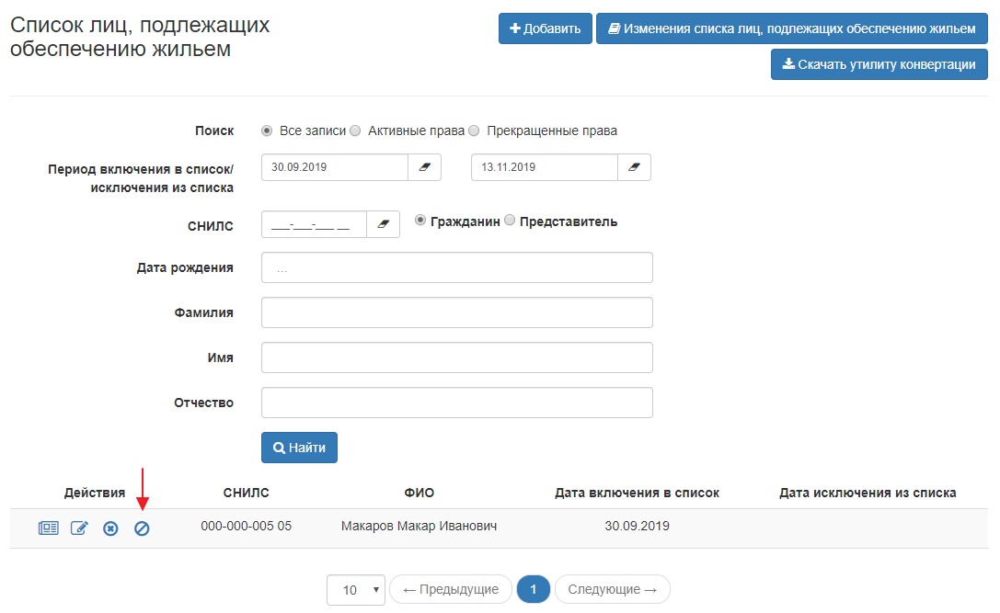 Список лиц, подлежащих
обеспечению жильем
Добавить
Изменения списка лиц, подлежащих обеспечению жильем
Скачать утилиту конвертации
Поиск Все записи Активные права Прекращенные права
Период включения в список/
исключения из списка
30.09.2019 13.11.2019
СНИЛС ___-___-___ __ Гражданин Представитель
Дата рождения ...
Фамилия
Имя
Отчество
Найти
Действия СНИЛС ФИО Дата включения в список Дата исключения из списка
000-000-005 05 Макаров Макар Иванович 30.09.2019
10 ← Предыдущие 1 Следующие →